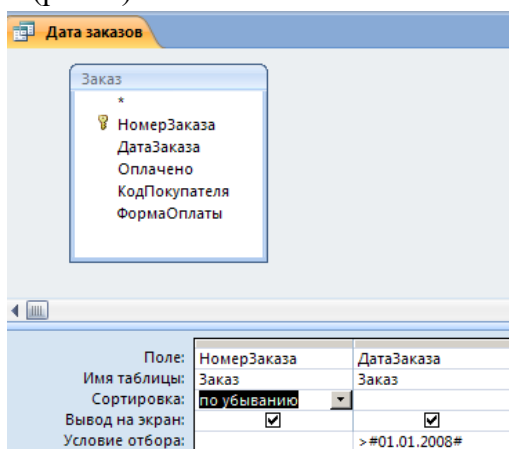 Дата заказов
Заказ
*
НомерЗаказа
ДатаЗаказа
Оплачено
КодПокупателя
ФормаОплаты
Поле: НомерЗаказа ДатаЗаказа
Имя таблицы: Заказ Заказ
Сортировка: по убыванию
Вывод на экран:
Условие отбора: >#01.01.2008#